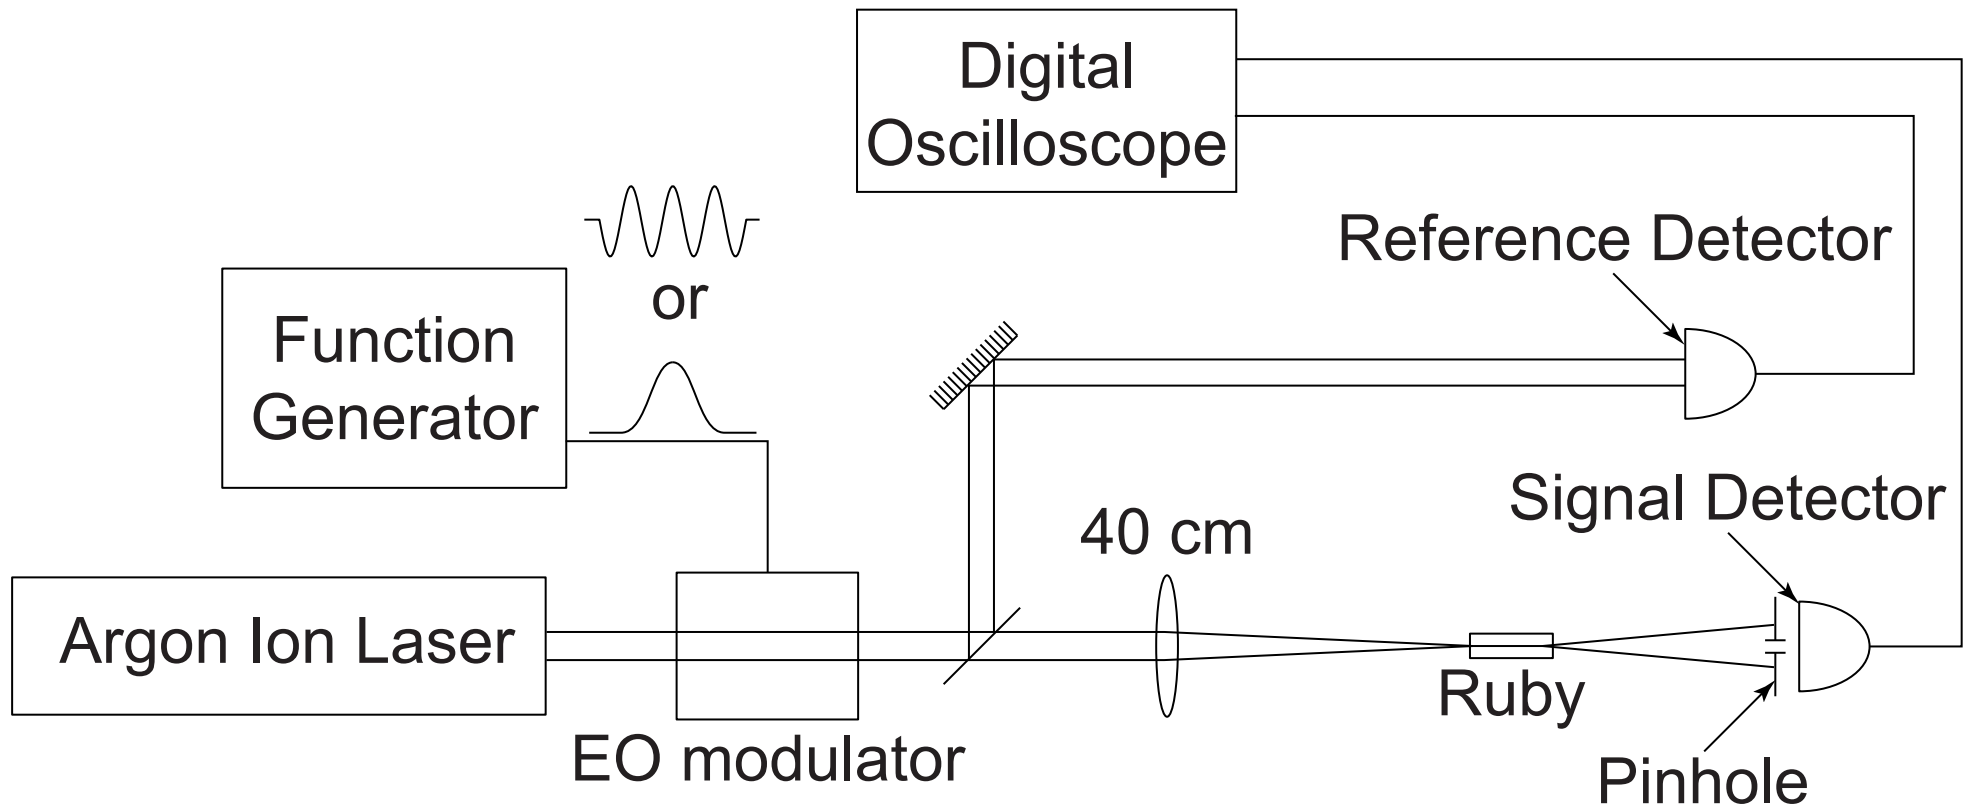 Digital
Oscilloscope
Reference Detector
or
Function
Generator
Signal Detector
40 cm
Argon Ion Laser
Ruby
EO modulator
Pinhole